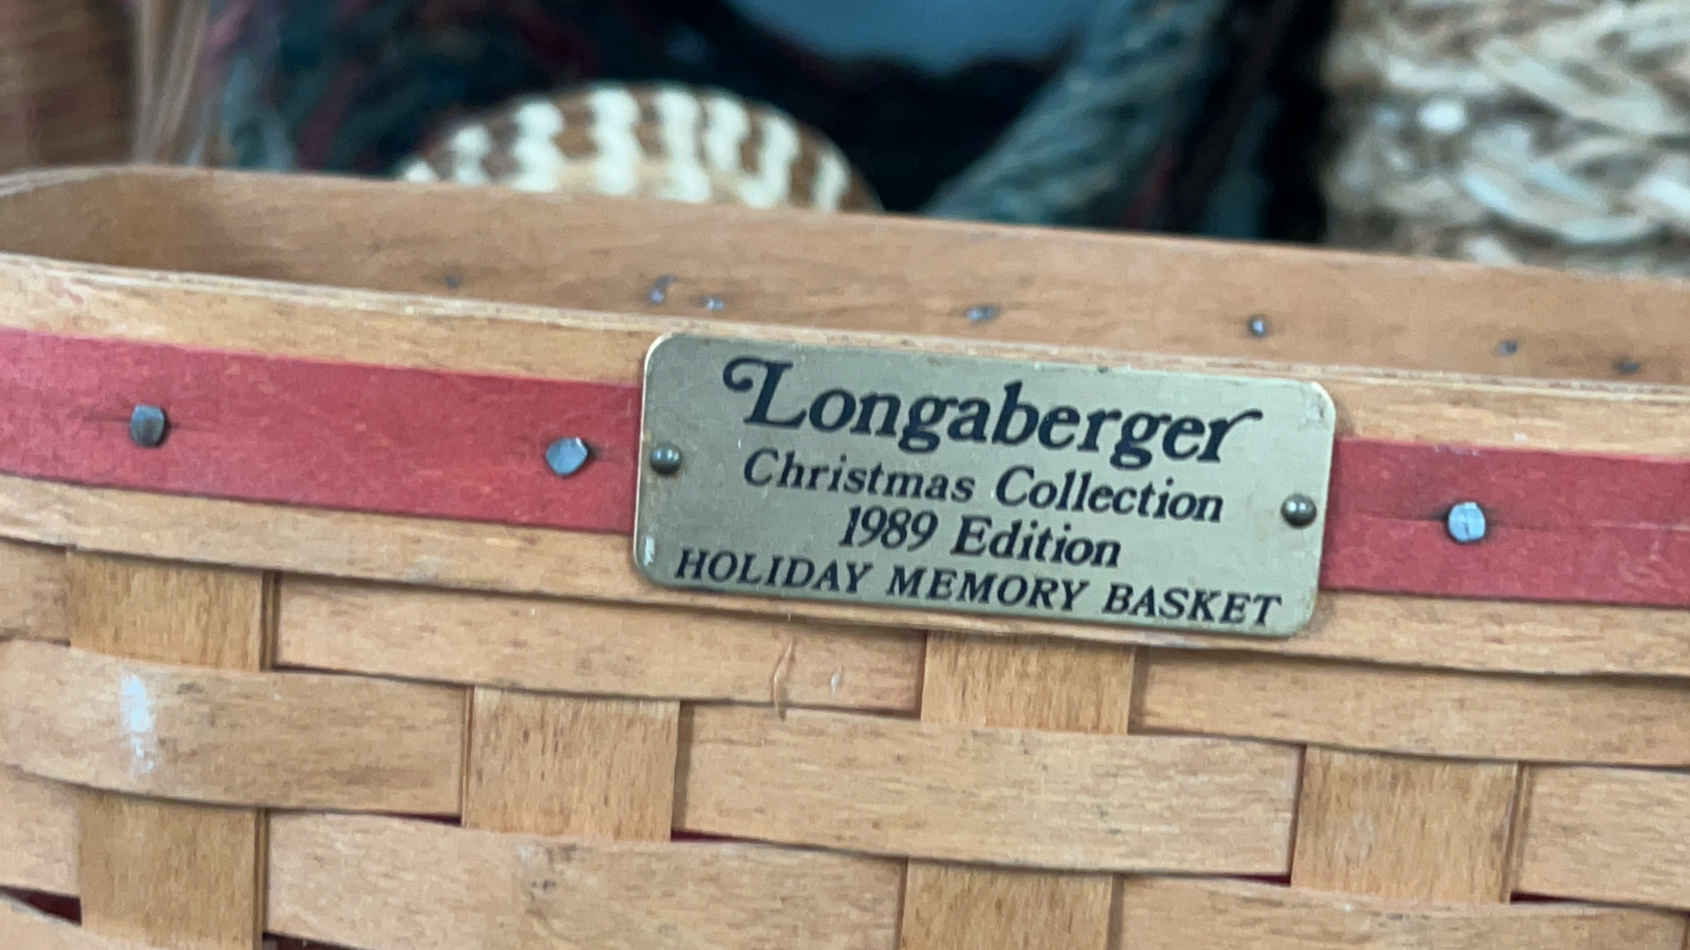 Longaberger
Christmas Collection
1989 Edition
HOLIDAY MEMORY BASKET